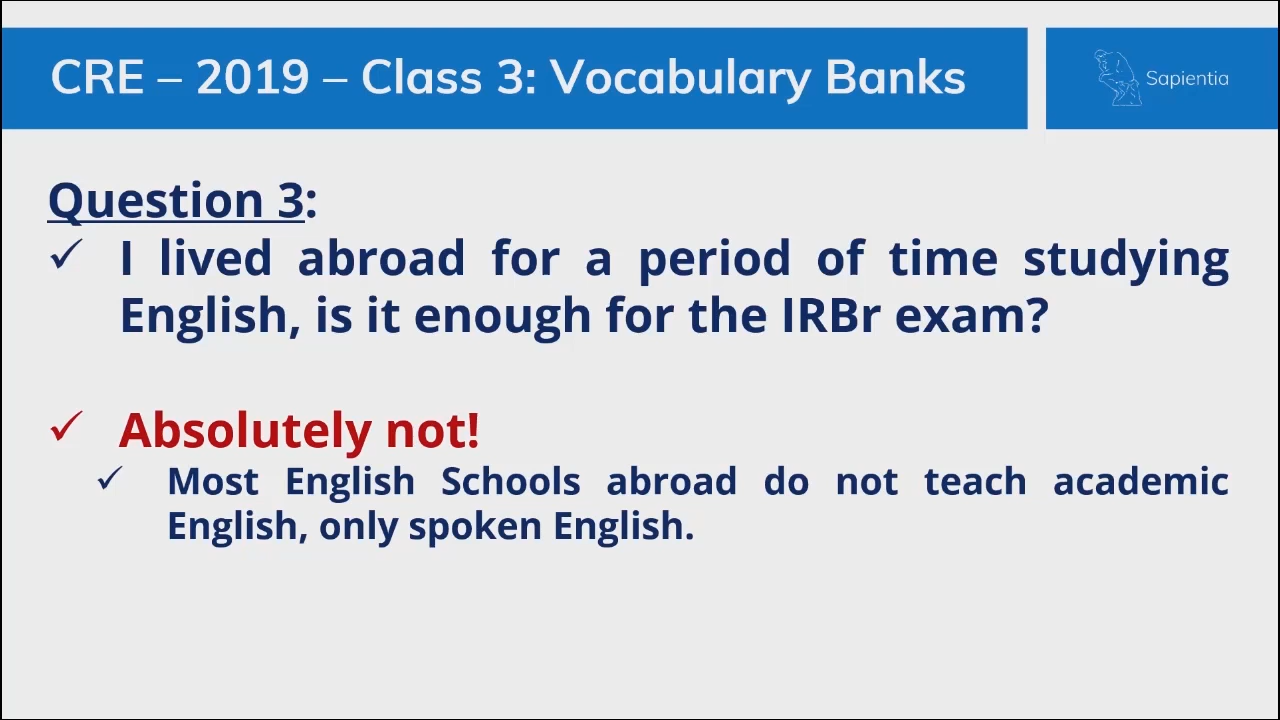 CRE – 2019 – Class 3: Vocabulary Banks
Sapientia
Question 3:
✓ I lived abroad for a period of time studying
English, is it enough for the IRBr exam?
✓ Absolutely not!
✓ Most English Schools abroad do not teach academic
English, only spoken English.